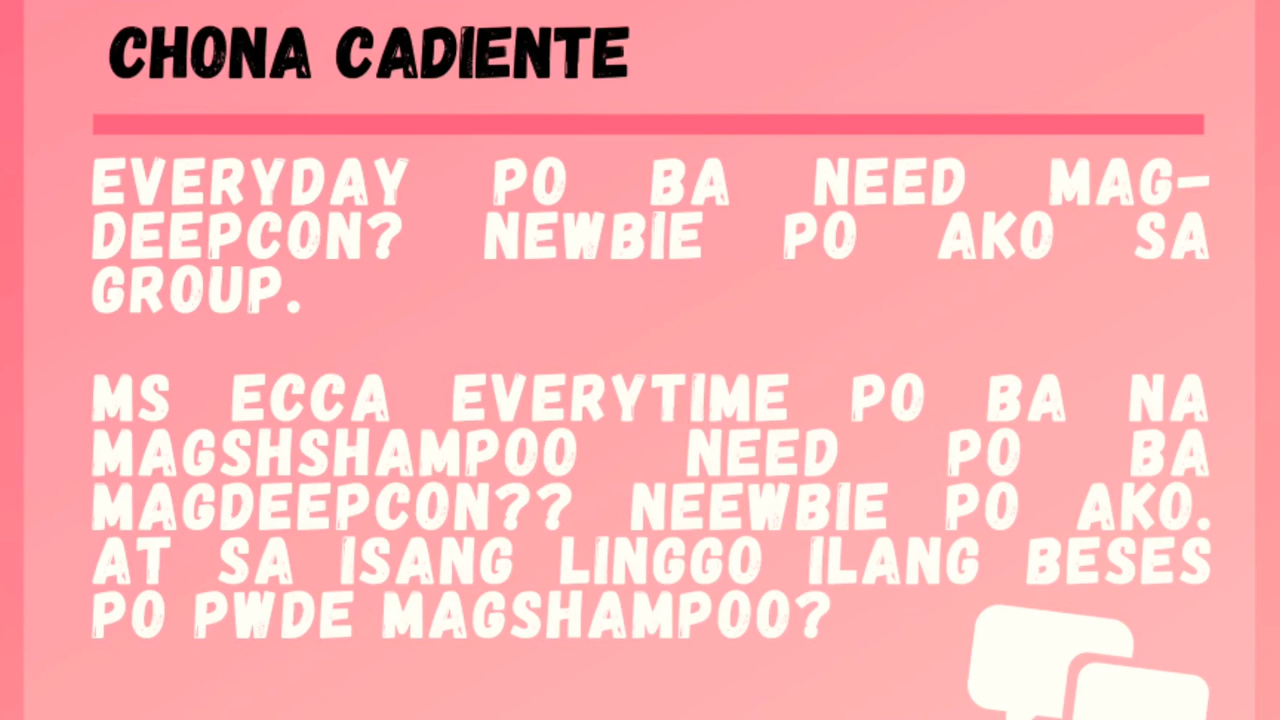 CHONA CADIENTE
EVERYDAY PO BA NEED MAG-
DEEPCON? NEWBIE PO AKO SA
GROUP.
MS ECCA EVERYTIME PO BA NA
MAGSHSHAMPOO NEED PO BA
MAGDEEPCON?? NEEWBIE PO AKO.
AT SA ISANG LINGGO ILANG BESES
PO PWDE MAGSHAMPOO?